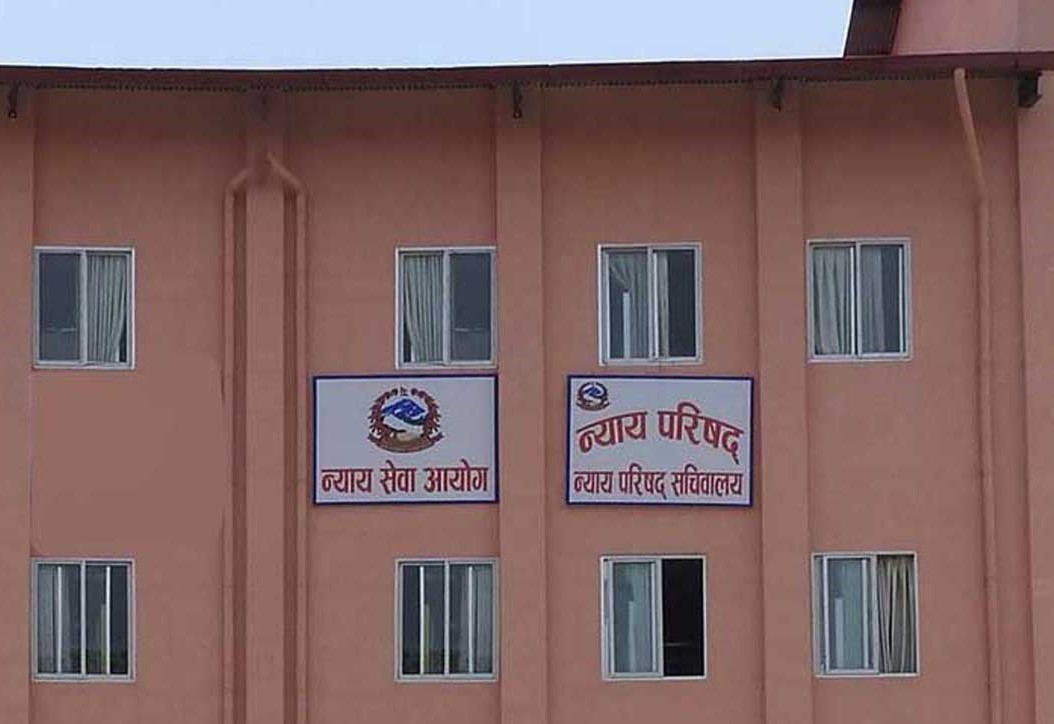 न्याय सेवा आयोग
न्याय परिषद्
न्याय परिषद् सचिवालय